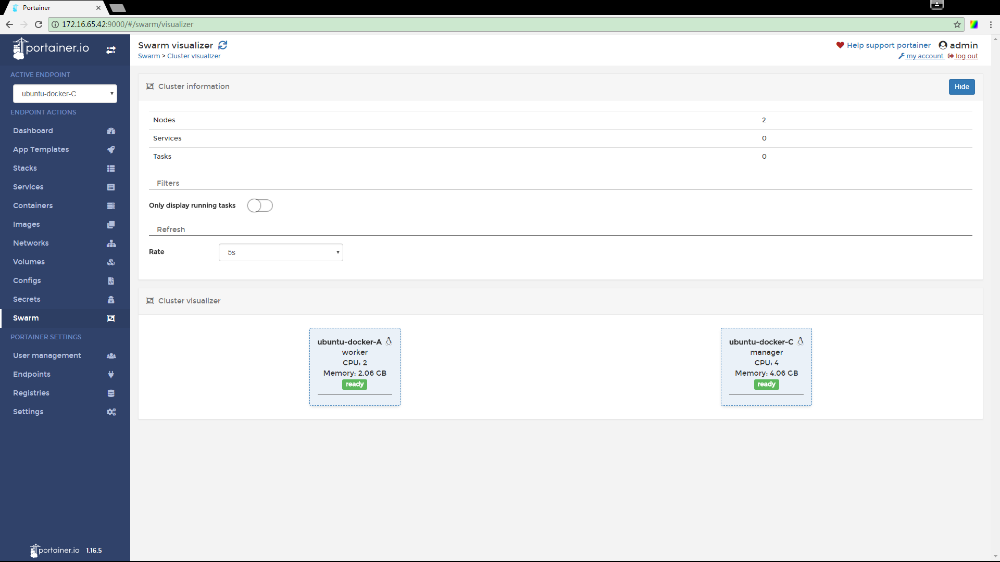 Portainer
172.16.65.42:9000/#/swarm/visualizer
portainer.io
ACTIVE ENDPOINT
ubuntu-docker-C
ENDPOINT ACTIONS
Dashboard
App Templates
Stacks
Services
Containers
Images
Networks
Volumes
Configs
Secrets
Swarm
PORTAINER SETTINGS
User management
Endpoints
Registries
Settings
portainer.io 1.16.5
Swarm visualizer
Swarm > Cluster visualizer
Help support portainer admin
my account log out
Cluster information
Hide
Nodes 2
Services 0
Tasks 0
Filters
Only display running tasks
Refresh
Rate 5s
Cluster visualizer
ubuntu-docker-A
worker
CPU: 2
Memory: 2.06 GB
ready
ubuntu-docker-C
manager
CPU: 4
Memory: 4.06 GB
ready